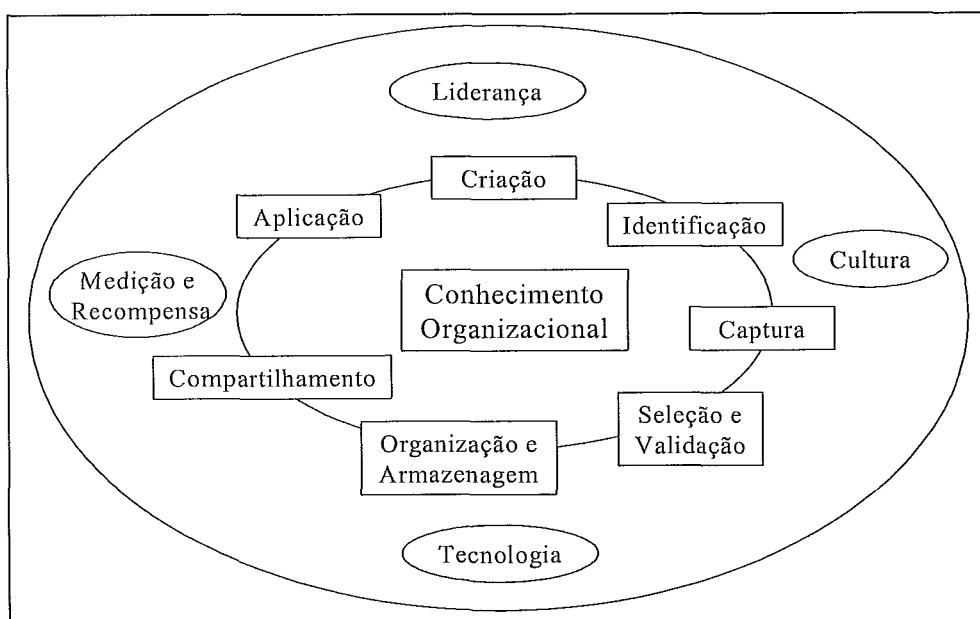 Liderança
Criação
Aplicação
Identificação
Cultura
Medição e
Recompensa
Conhecimento
Organizacional
Captura
Compartilhamento
Seleção e
Validação
Organização e
Armazenagem
Tecnologia